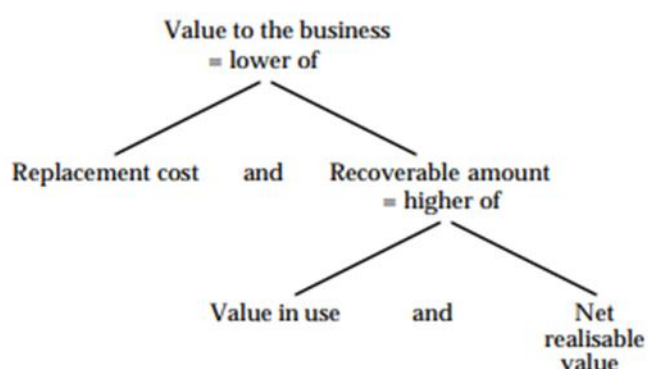 Value to the business
= lower of
Replacement cost and Recoverable amount
= higher of
Value in use and Net
realisable
value